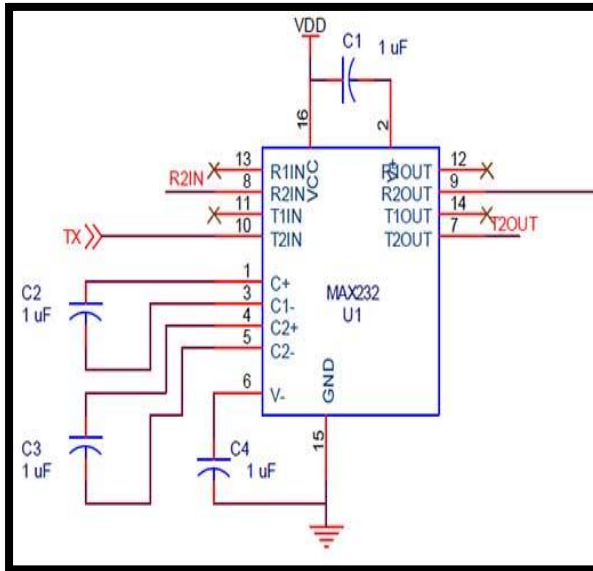 VDD
C1
1 uF
16
2
VCC
V+
13
R1IN
R1OUT
12
R2IN
8
R2IN
R2OUT
9
11
T1IN
T1OUT
14
TX
10
T2IN
T2OUT
7
T2OUT
1
C+
C2
1 uF
3
C1-
MAX232
4
C2+
U1
5
C2-
6
V-
GND
15
C3
1 uF
C4
1 uF